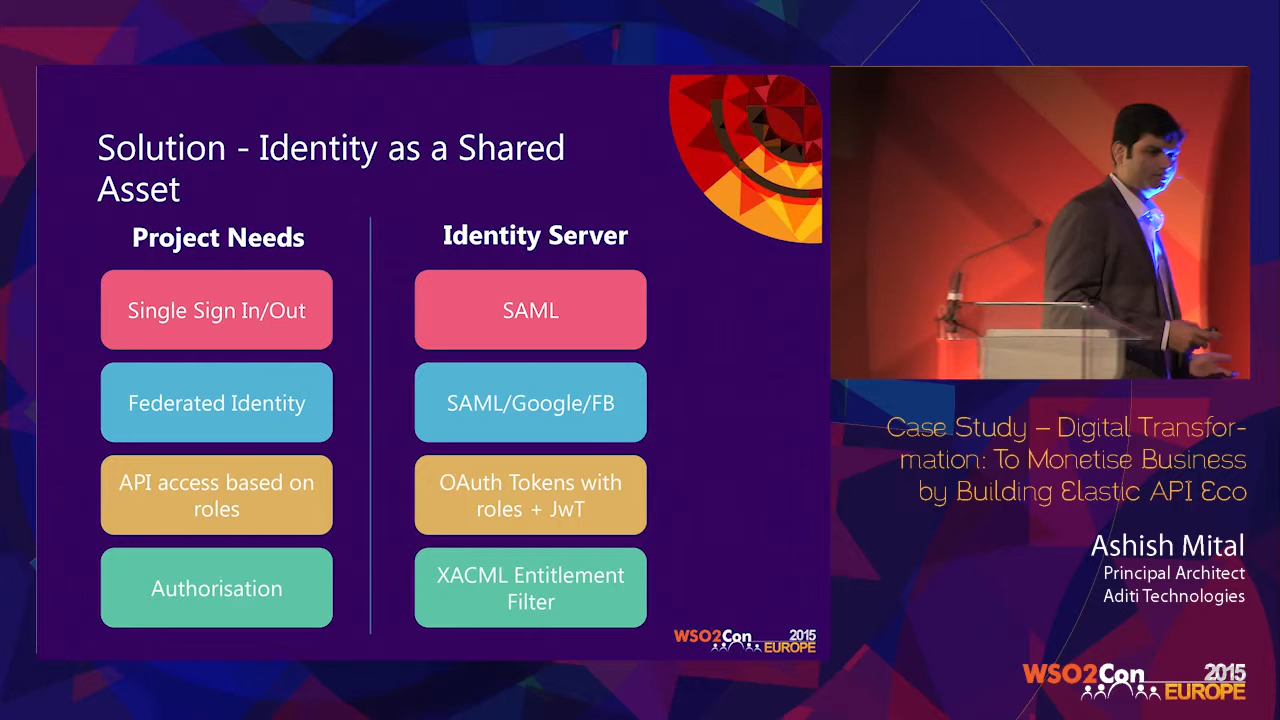 Solution - Identity as a Shared
Asset
Project Needs
Identity Server
Single Sign In/Out
SAML
Federated Identity
SAML/Google/FB
API access based on
roles
OAuth Tokens with
roles + JwT
Authorisation
XACML Entitlement
Filter
WSO2Con 2015
EUROPE
Case Study – Digital Transfor-
mation: To Monetise Business
by Building Elastic API Eco
Ashish Mital
Principal Architect
Aditi Technologies
WSO2Con 2015
EUROPE